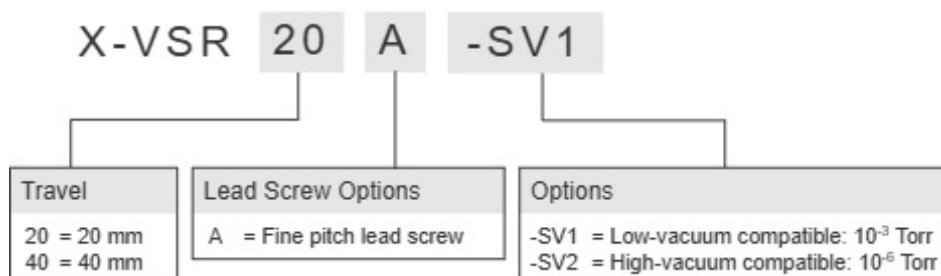 X-VSR 20 A -SV1
Travel
20 = 20 mm
40 = 40 mm
Lead Screw Options
A = Fine pitch lead screw
Options
-SV1 = Low-vacuum compatible: 10⁻³ Torr
-SV2 = High-vacuum compatible: 10⁻⁶ Torr